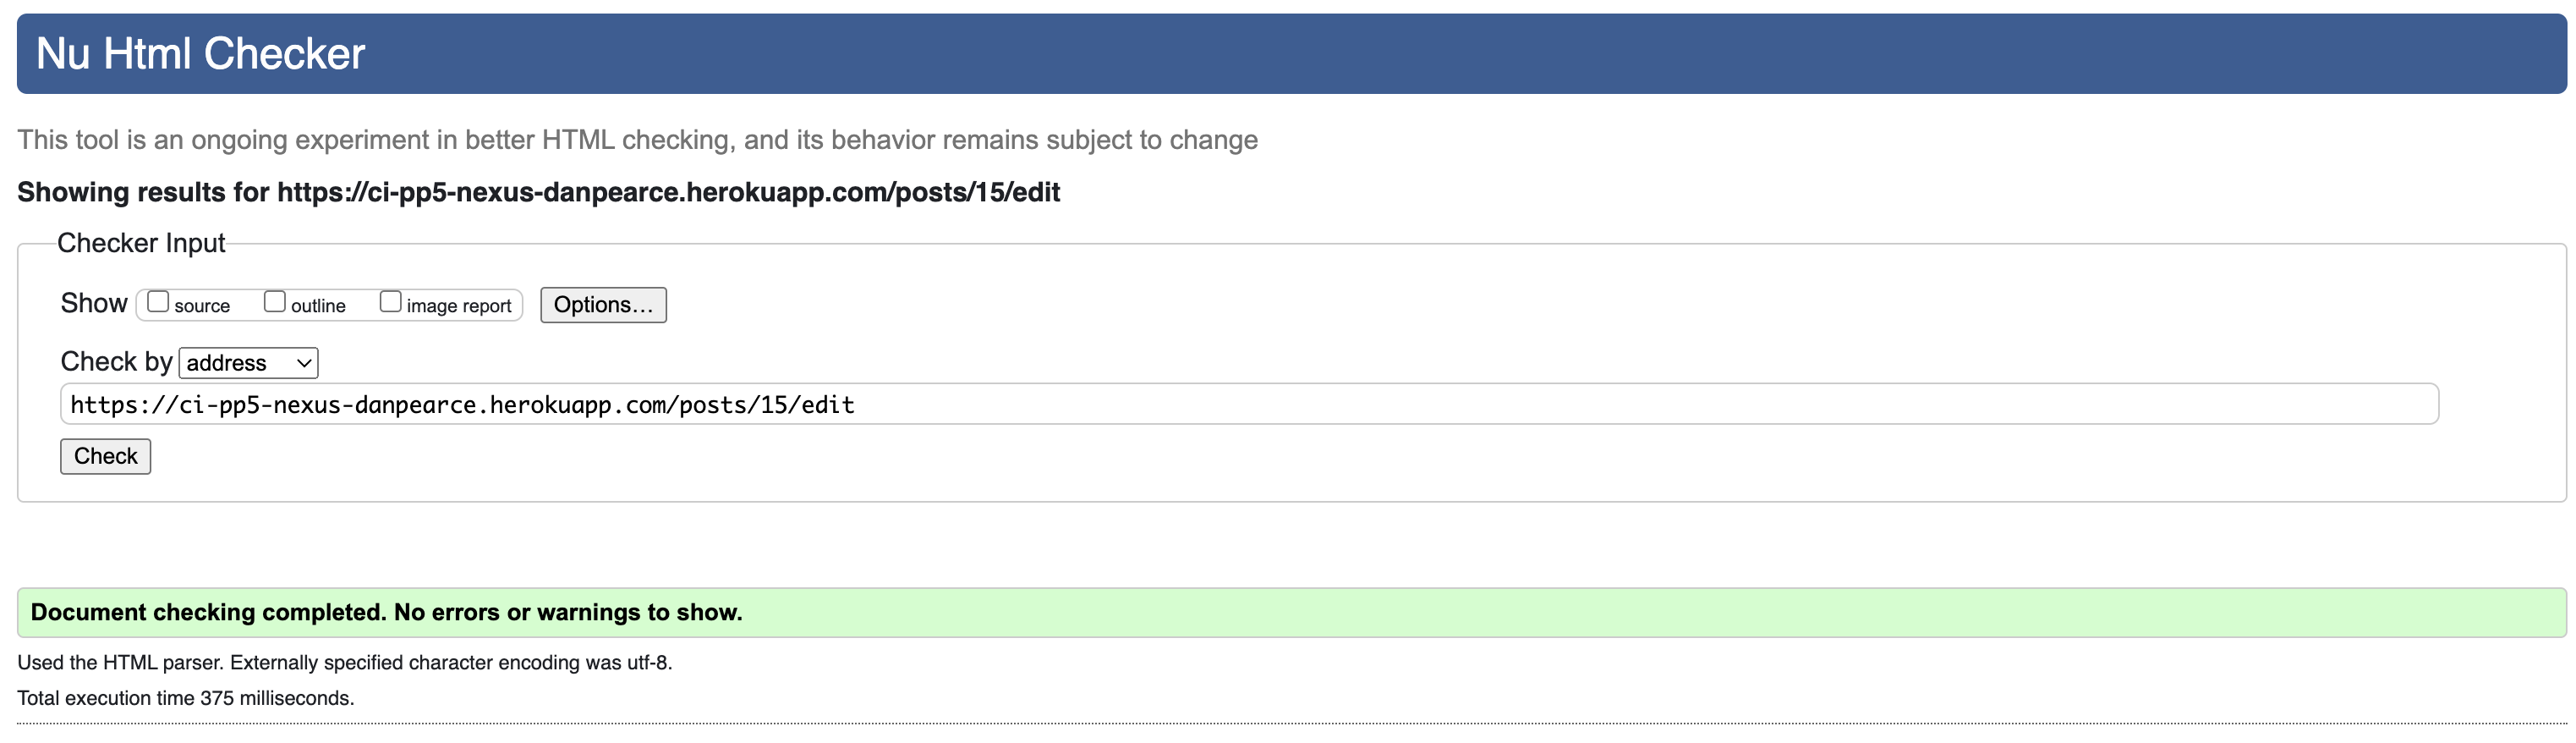 Nu Html Checker
This tool is an ongoing experiment in better HTML checking, and its behavior remains subject to change
Showing results for https://ci-pp5-nexus-danpearce.herokuapp.com/posts/15/edit
Checker Input
Show source outline image report Options...
Check by address
https://ci-pp5-nexus-danpearce.herokuapp.com/posts/15/edit
Check
Document checking completed. No errors or warnings to show.
Used the HTML parser. Externally specified character encoding was utf-8.
Total execution time 375 milliseconds.